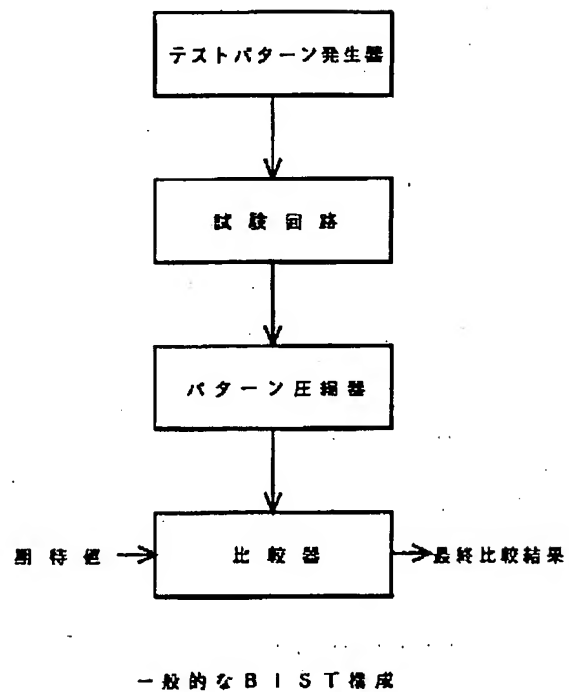 テストパターン発生器
試験回路
パターン圧縮器
期待値
比較器
最終比較結果
一般的なBIST構成